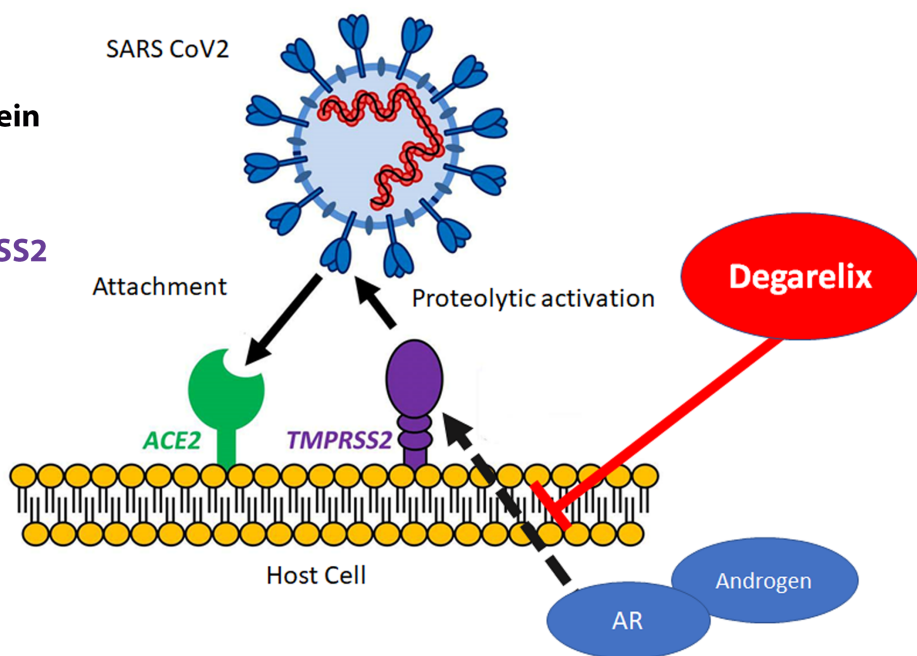 SARS CoV2
ein
SS2
Attachment
Proteolytic activation
Degarelix
ACE2
TMPRSS2
Host Cell
Androgen
AR